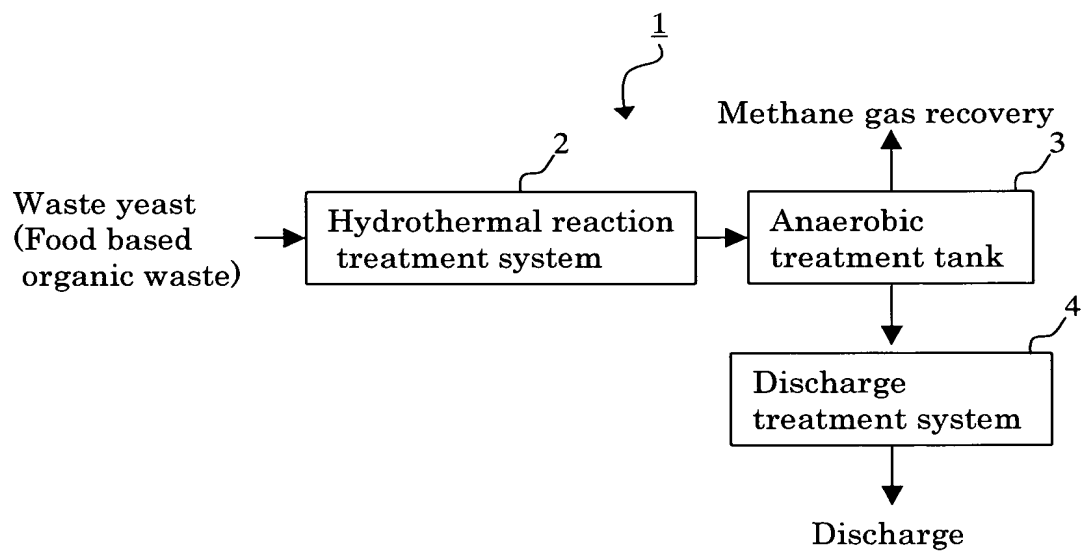 1
Methane gas recovery
2
3
Waste yeast
(Food based
organic waste)
Hydrothermal reaction
treatment system
Anaerobic
treatment tank
4
Discharge
treatment system
Discharge